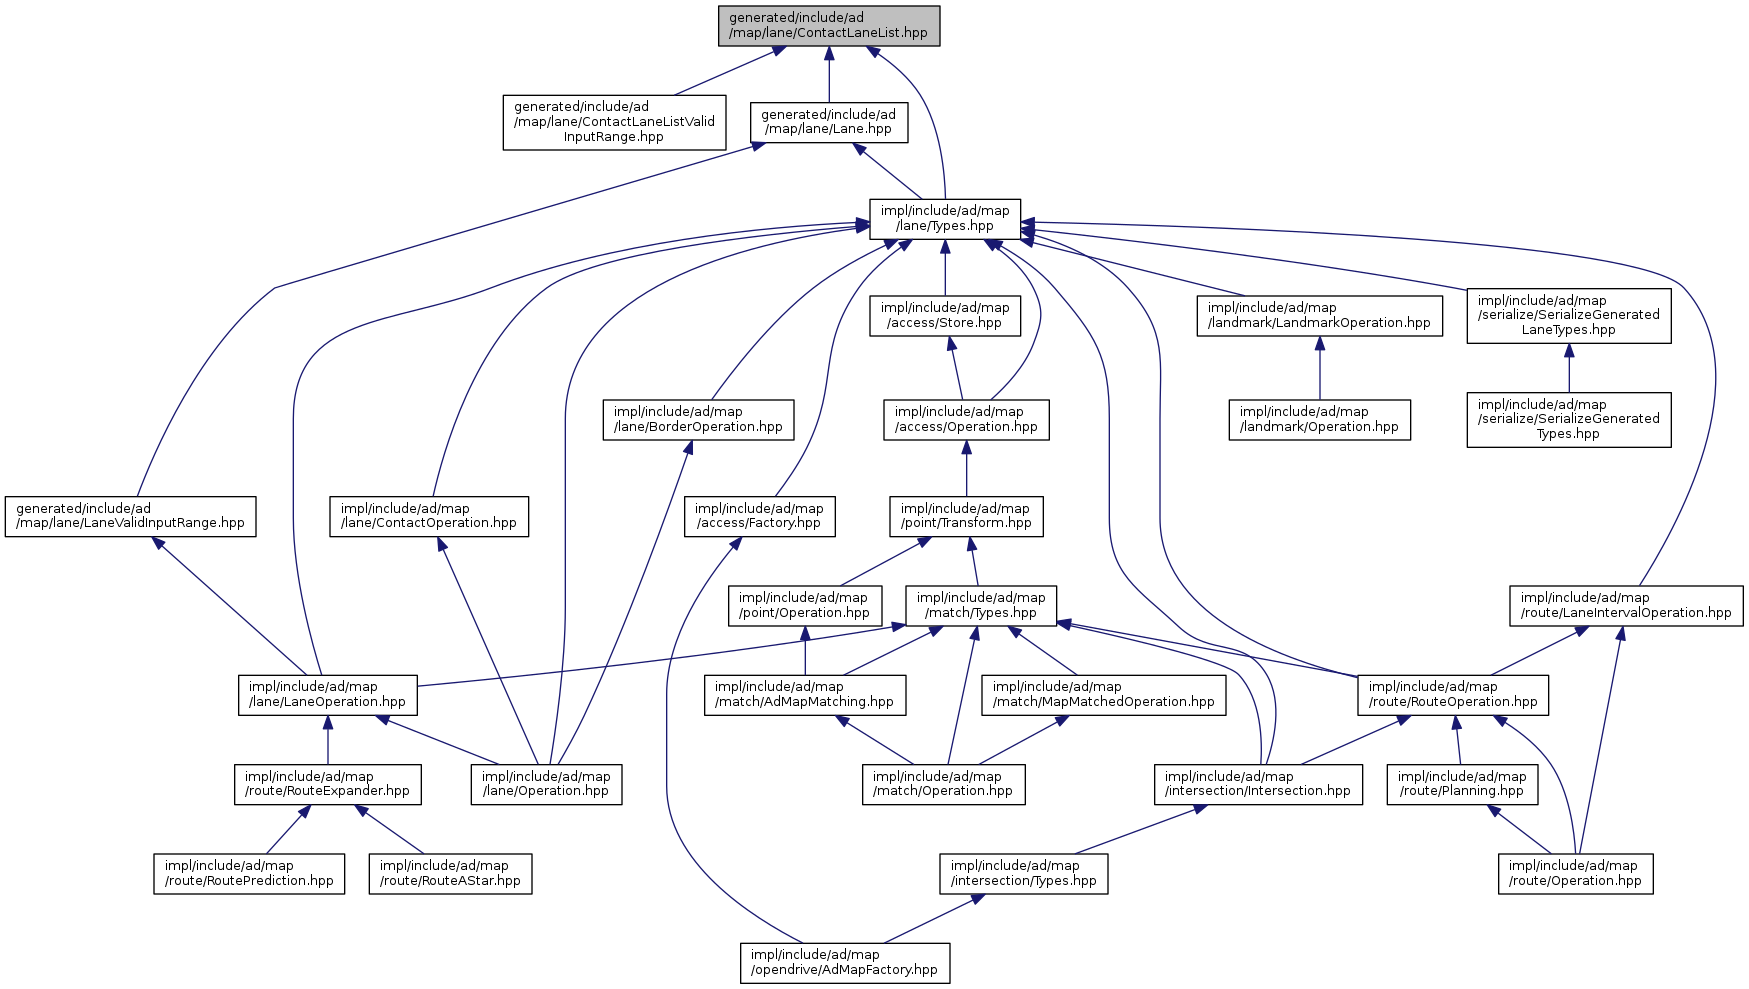 generated/include/ad
/map/lane/ContactLaneList.hpp
generated/include/ad
/map/lane/ContactLaneListValid
InputRange.hpp
generated/include/ad
/map/lane/Lane.hpp
impl/include/ad/map
/lane/Types.hpp
impl/include/ad/map
/access/Store.hpp
impl/include/ad/map
/landmark/LandmarkOperation.hpp
impl/include/ad/map
/serialize/SerializeGenerated
LaneTypes.hpp
impl/include/ad/map
/lane/BorderOperation.hpp
impl/include/ad/map
/access/Operation.hpp
impl/include/ad/map
/landmark/Operation.hpp
impl/include/ad/map
/serialize/SerializeGenerated
Types.hpp
generated/include/ad
/map/lane/LaneValidInputRange.hpp
impl/include/ad/map
/lane/ContactOperation.hpp
impl/include/ad/map
/access/Factory.hpp
impl/include/ad/map
/point/Transform.hpp
impl/include/ad/map
/point/Operation.hpp
impl/include/ad/map
/match/Types.hpp
impl/include/ad/map
/route/LaneIntervalOperation.hpp
impl/include/ad/map
/lane/LaneOperation.hpp
impl/include/ad/map
/match/AdMapMatching.hpp
impl/include/ad/map
/match/MapMatchedOperation.hpp
impl/include/ad/map
/route/RouteOperation.hpp
impl/include/ad/map
/route/RouteExpander.hpp
impl/include/ad/map
/lane/Operation.hpp
impl/include/ad/map
/match/Operation.hpp
impl/include/ad/map
/intersection/Intersection.hpp
impl/include/ad/map
/route/Planning.hpp
impl/include/ad/map
/route/RoutePrediction.hpp
impl/include/ad/map
/route/RouteAStar.hpp
impl/include/ad/map
/intersection/Types.hpp
impl/include/ad/map
/route/Operation.hpp
impl/include/ad/map
/opendrive/AdMapFactory.hpp